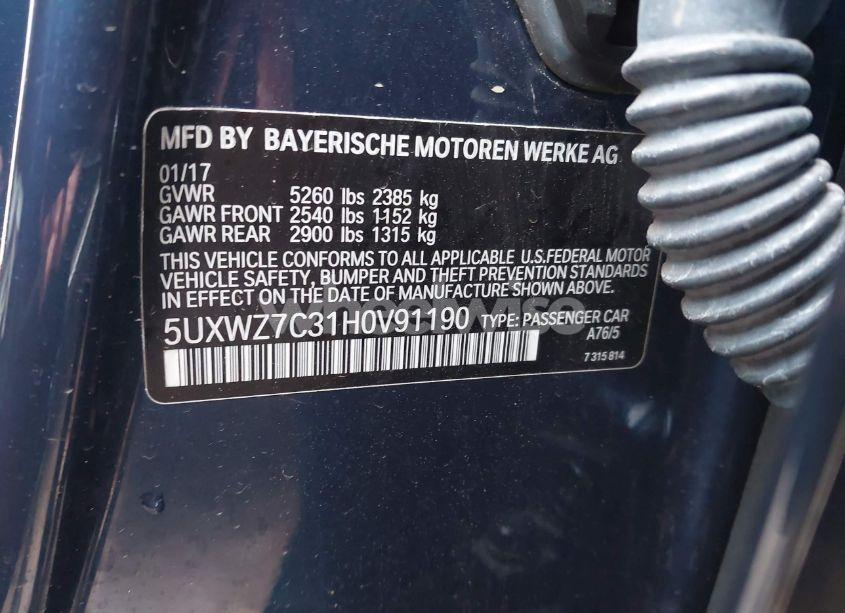 MFD BY BAYERISCHE MOTOREN WERKE AG
01/17
GVWR 5260 lbs 2385 kg
GAWR FRONT 2540 lbs 1152 kg
GAWR REAR 2900 lbs 1315 kg
THIS VEHICLE CONFORMS TO ALL APPLICABLE U.S.FEDERAL MOTOR
VEHICLE SAFETY, BUMPER AND THEFT PREVENTION STANDARDS
IN EFFECT ON THE DATE OF MANUFACTURE SHOWN ABOVE.
5UXWZ7C31H0V91190 TYPE: PASSENGER CAR
A76/5
7 315 814